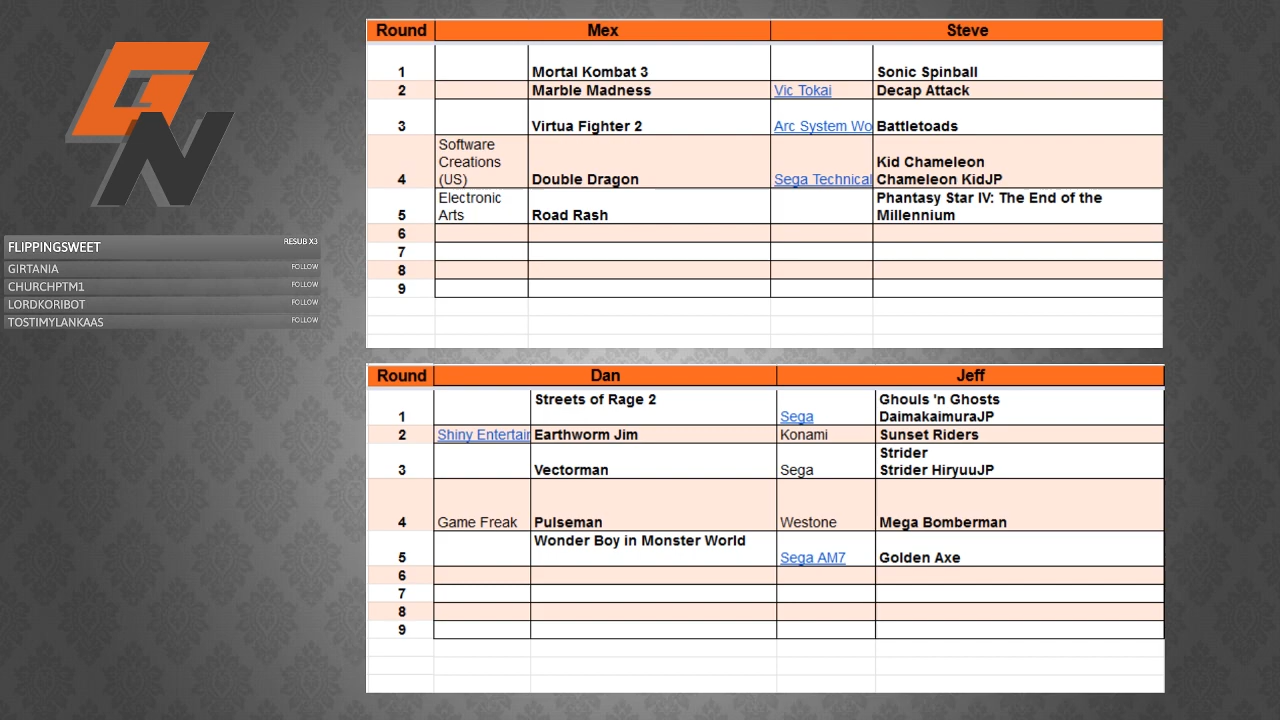 GN
FLIPPINGSWEET RESUB X3
GIRTANIA FOLLOW
CHURCHPTM1 FOLLOW
LORDKORIBOT FOLLOW
TOSTIMYLANKAAS FOLLOW
Round Mex Steve
1 Mortal Kombat 3 Sonic Spinball
2 Marble Madness Vic Tokai Decap Attack
3 Virtua Fighter 2 Arc System Wo Battletoads
Software
Creations Kid Chameleon
4 (US) Double Dragon Sega Technical Chameleon KidJP
Electronic Phantasy Star IV: The End of the
5 Arts Road Rash Millennium
6
7
8
9
Round Dan Jeff
Streets of Rage 2 Ghouls 'n Ghosts
1 Sega DaimakaimuraJP
2 Shiny Entertain Earthworm Jim Konami Sunset Riders
Strider
3 Vectorman Sega Strider HiryuuJP
4 Game Freak Pulseman Westone Mega Bomberman
Wonder Boy in Monster World
5 Sega AM7 Golden Axe
6
7
8
9